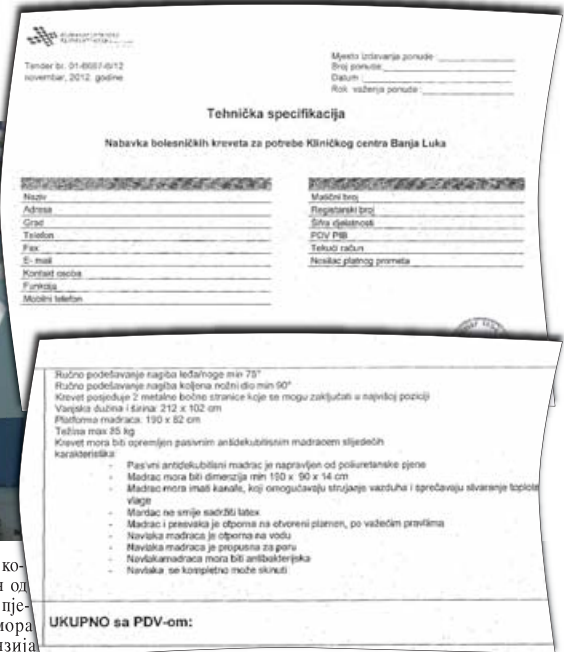 Tender br. 01-6087-6/12
novembar, 2012. godine
Mjesto izdavanja ponude :
Broj ponude:
Datum :
Rok važenja ponude :
Tehnička specifikacija
Nabavka bolesničkih kreveta za potrebe Kliničkog centra Banja Luka
Naziv
Adresa
Grad
Telefon
Fax
E- mail
Kontakt osoba
Funkcija
Mobilni telefon
Matični broj
Registarski broj
Šifra djelatnosti
PDV PIB
Tekući račun
Nosilac platnog prometa
Ručno podešavanje nagiba leđa/noge min 75°
Ručno podešavanje nagiba koljena nožni dio min 90°
Krevet posjeduje 2 metalne bočne stranice koje se mogu zaključati u najvišoj poziciji
Vanjska dužina i širina: 212 x 102 cm
Platforma madraca: 190 x 82 cm
Težina max 85 kg
Krevet mora biti opremljen pasivnim antidekubitisnim madracem slijedećih
karakteristika:
- Pasivni antidekubitisni madrac je napravljen od poliuretanske pjene
- Madrac mora biti dimenzija min 190 x 90 x 14 cm
- Madrac mora imati kanale, koji omogućavaju strujanje vazduha i sprečavaju stvaranje toplote
vlage
- Mardac ne smije sadržiti latex
- Madrac i presvaka je otporna na otvoreni plamen, po važećim pravilima
- Navlaka madraca je otporna na vodu
- Navlaka madraca je propusna za paru
- Navlakamadraca mora biti antibakterijska
- Navlaka se kompletno može skinuti
UKUPNO sa PDV-om:
ко-
од
пје-
мора